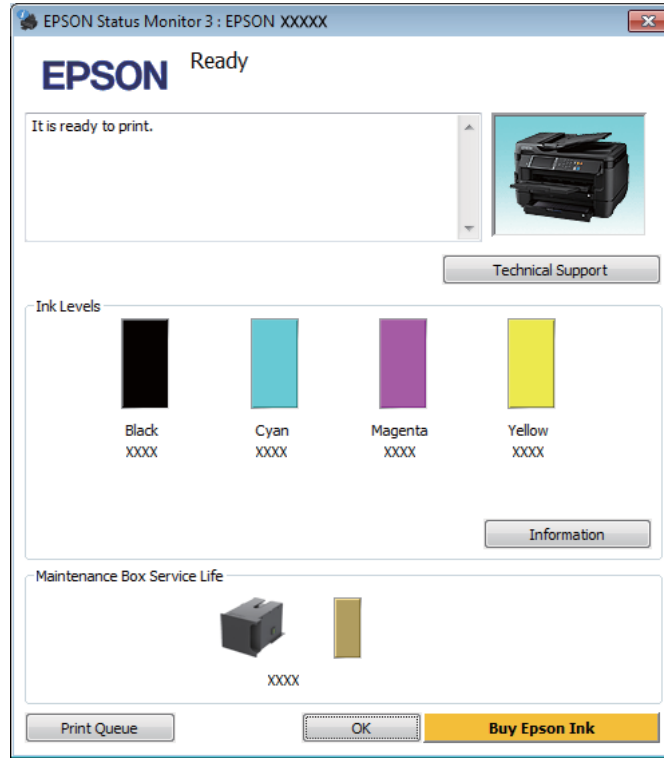 EPSON Status Monitor 3 : EPSON XXXXX
EPSON
Ready
It is ready to print.
Technical Support
Ink Levels
Black Cyan Magenta Yellow
XXXX XXXX XXXX XXXX
Information
Maintenance Box Service Life
XXXX
Print Queue OK Buy Epson Ink